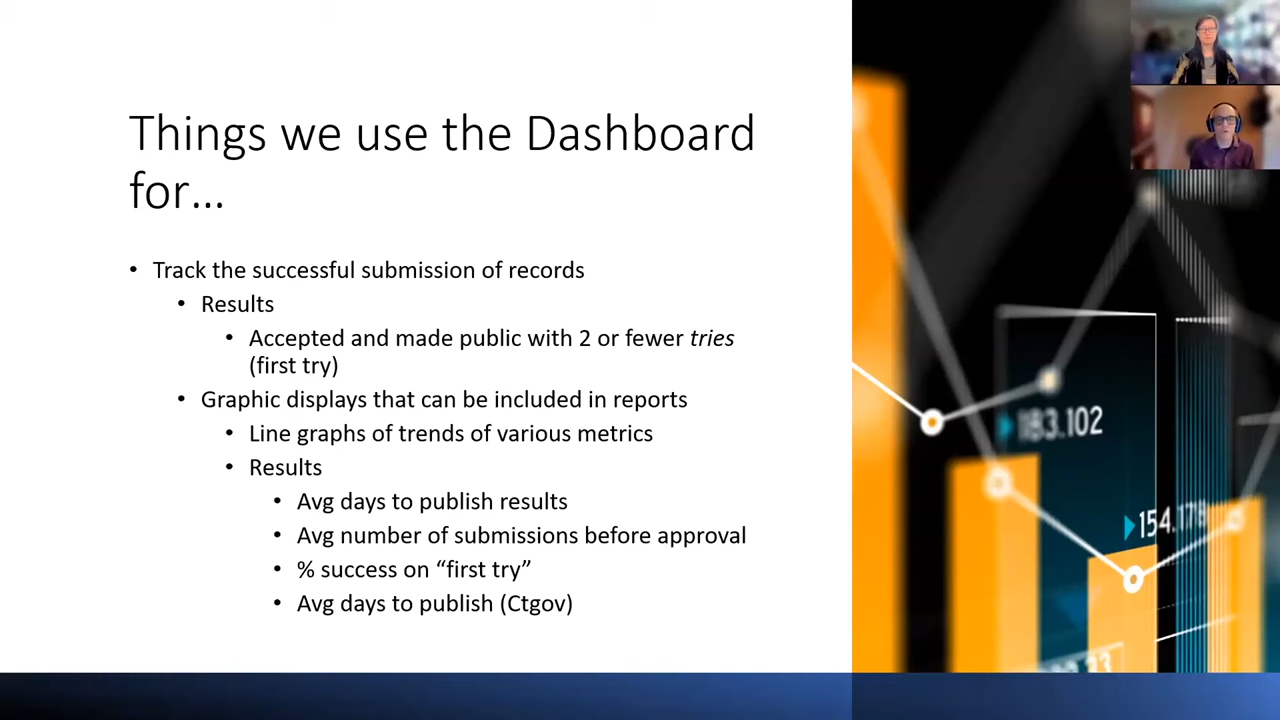 Things we use the Dashboard
for…
• Track the successful submission of records
• Results
• Accepted and made public with 2 or fewer tries
(first try)
• Graphic displays that can be included in reports
• Line graphs of trends of various metrics
• Results
• Avg days to publish results
• Avg number of submissions before approval
• % success on “first try”
• Avg days to publish (Ctgov)
183.102
154.178